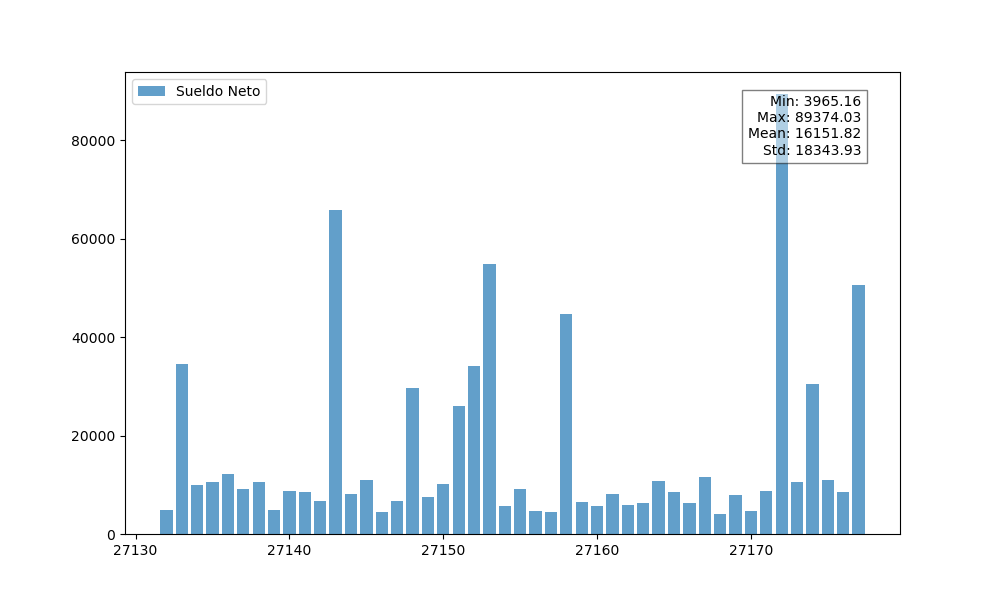 Sueldo Neto
Min: 3965.16
Max: 89374.03
Mean: 16151.82
Std: 18343.93
80000
60000
40000
20000
0
27130 27140 27150 27160 27170